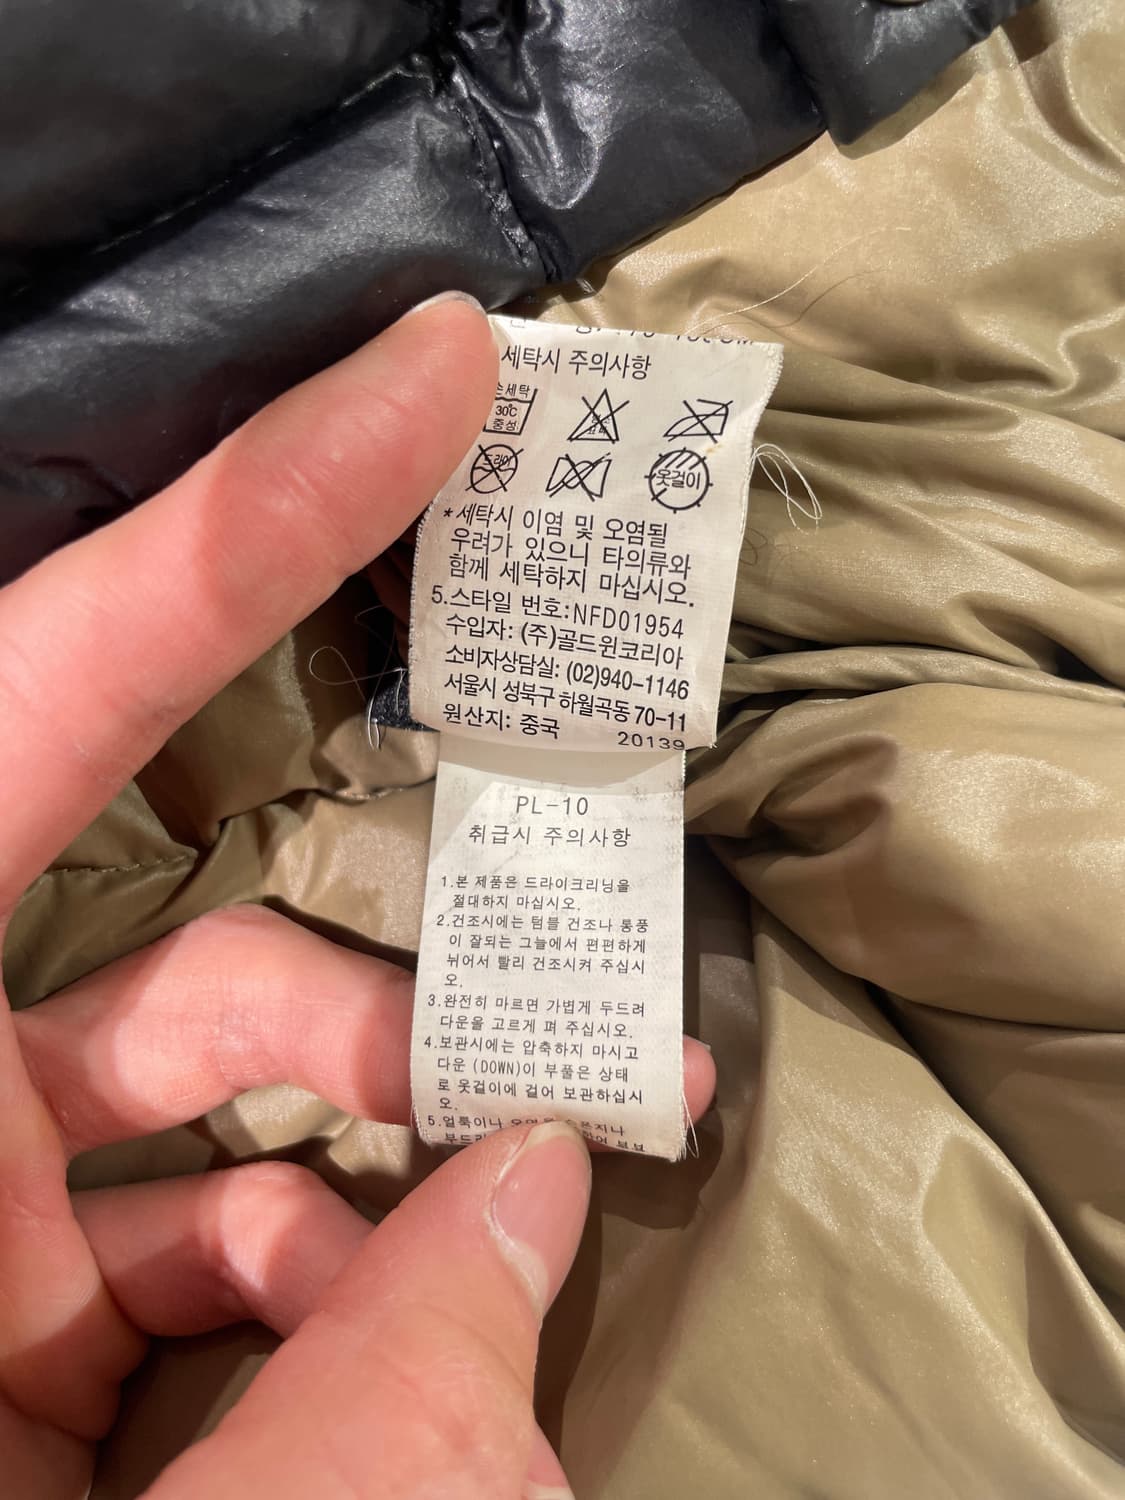 세탁시 주의사항
손세탁
30℃
중성
드라이
옷걸이
*세탁시 이염 및 오염될
우려가 있으니 타의류와
함께 세탁하지 마십시오.
5.스타일 번호:NFD01954
수입자: (주)골드윈코리아
소비자상담실: (02)940-1146
서울시 성북구 하월곡동 70-11
원산지: 중국 20139
PL-10
취급시 주의사항
1.본 제품은 드라이크리닝을
절대하지 마십시오.
2.건조시에는 텀블 건조나 통풍
이 잘되는 그늘에서 편편하게
뉘어서 빨리 건조시켜 주십시
오.
3.완전히 마르면 가볍게 두드려
다운을 고르게 펴 주십시오.
4.보관시에는 압축하지 마시고
다운(DOWN)이 부풀은 상태
로 옷걸이에 걸어 보관하십시
오.
5.얼룩이나